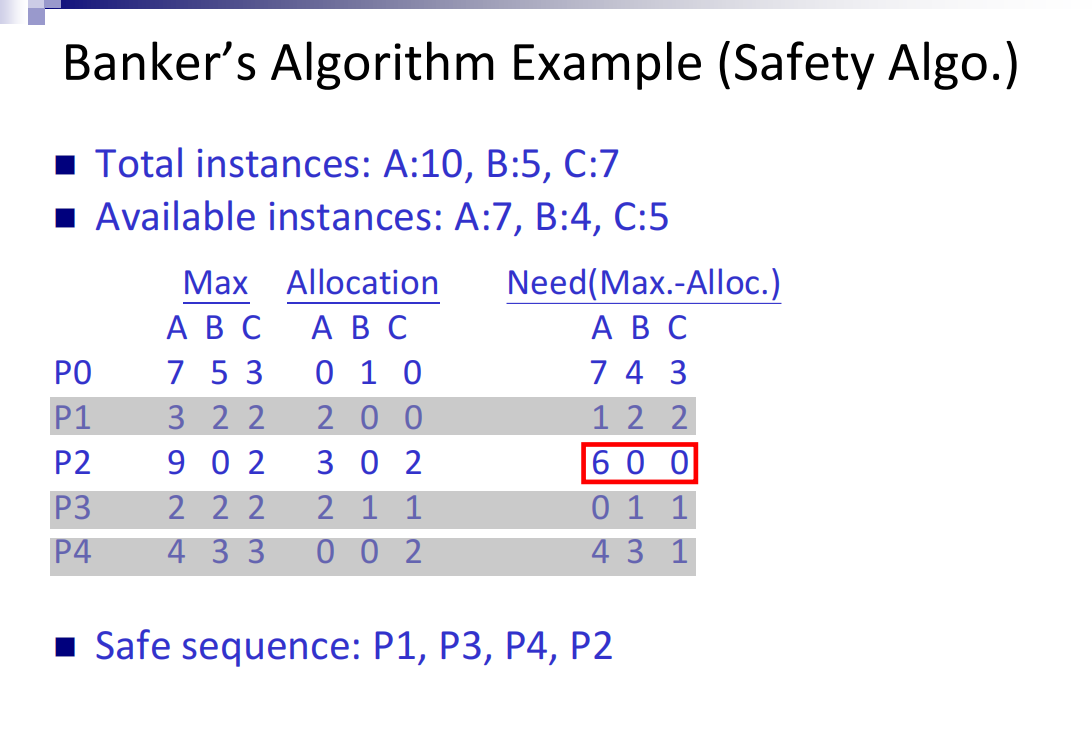 Banker’s Algorithm Example (Safety Algo.)
■ Total instances: A:10, B:5, C:7
■ Available instances: A:7, B:4, C:5
Max Allocation Need(Max.-Alloc.)
A B C A B C A B C
P0 7 5 3 0 1 0 7 4 3
P1 3 2 2 2 0 0 1 2 2
P2 9 0 2 3 0 2 6 0 0
P3 2 2 2 2 1 1 0 1 1
P4 4 3 3 0 0 2 4 3 1
■ Safe sequence: P1, P3, P4, P2